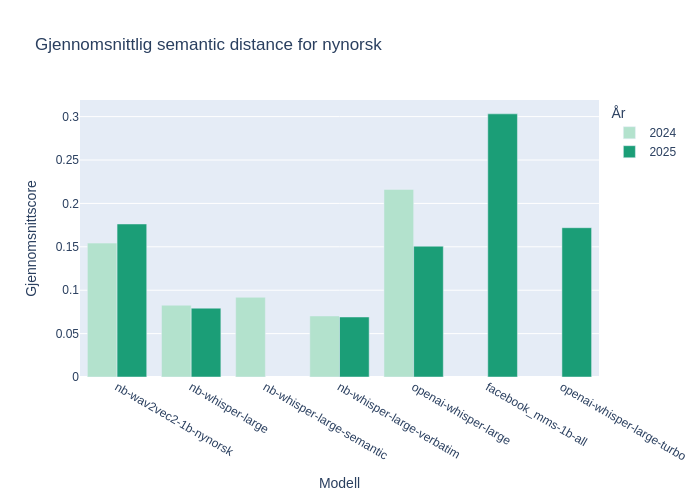 Gjennomsnittlig semantic distance for nynorsk
År
2024
2025
Gjennomsnittscore
0.3
0.25
0.2
0.15
0.1
0.05
0
nb-wav2vec2-1b-nynorsk
nb-whisper-large
nb-whisper-large-semantic
nb-whisper-large-verbatim
openai-whisper-large
facebook_mms-1b-all
openai-whisper-large-turbo
Modell